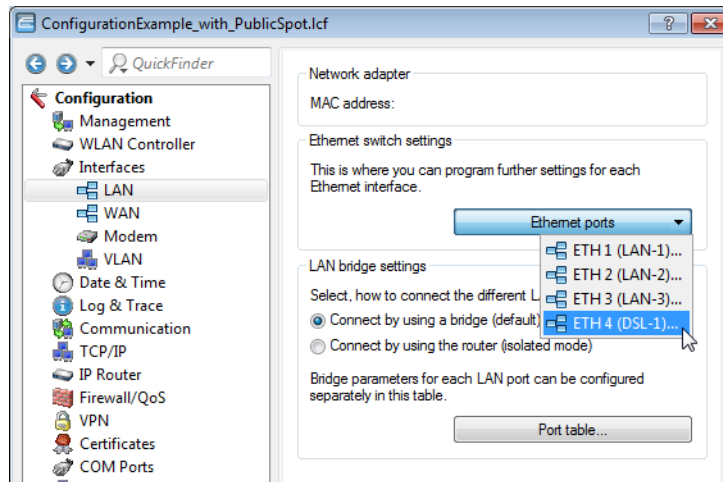 ConfigurationExample_with_PublicSpot.lcf
QuickFinder
Configuration
Management
WLAN Controller
Interfaces
LAN
WAN
Modem
VLAN
Date & Time
Log & Trace
Communication
TCP/IP
IP Router
Firewall/QoS
VPN
Certificates
COM Ports
Network adapter
MAC address:
Ethernet switch settings
This is where you can program further settings for each
Ethernet interface.
Ethernet ports
ETH 1 (LAN-1)...
ETH 2 (LAN-2)...
ETH 3 (LAN-3)...
ETH 4 (DSL-1)...
LAN bridge settings
Select, how to connect the different L
Connect by using a bridge (default)
Connect by using the router (isolated mode)
Bridge parameters for each LAN port can be configured
separately in this table.
Port table...